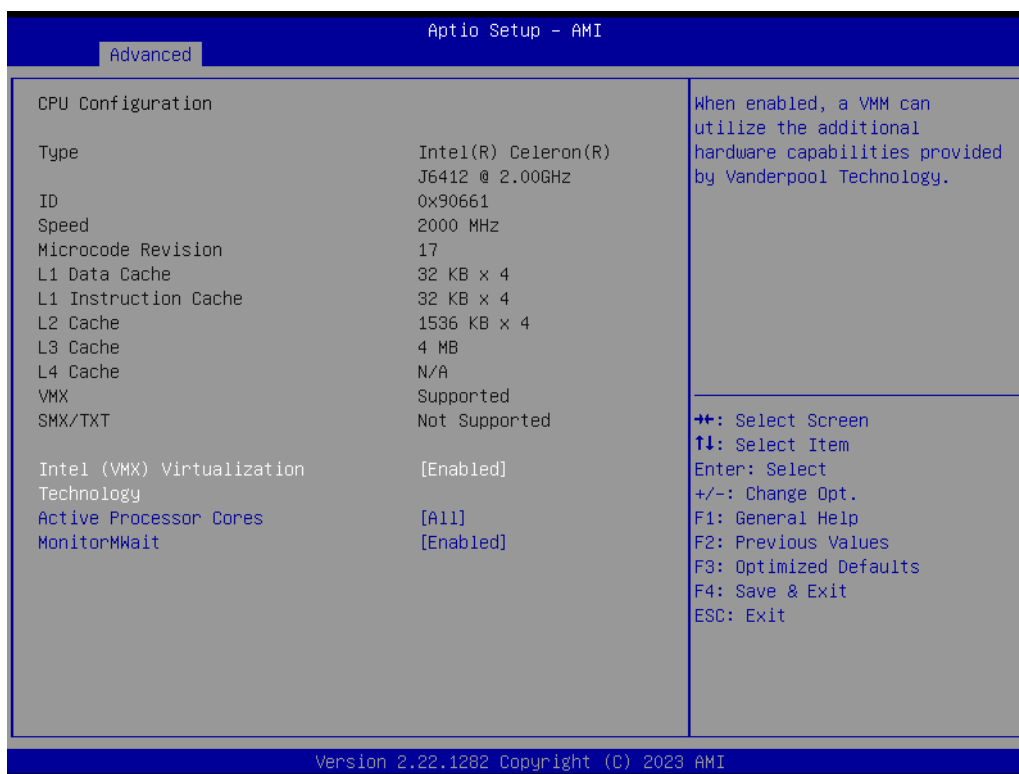 Aptio Setup – AMI
Advanced
CPU Configuration
Type Intel(R) Celeron(R)
J6412 @ 2.00GHz
ID 0x90661
Speed 2000 MHz
Microcode Revision 17
L1 Data Cache 32 KB x 4
L1 Instruction Cache 32 KB x 4
L2 Cache 1536 KB x 4
L3 Cache 4 MB
L4 Cache N/A
VMX Supported
SMX/TXT Not Supported
Intel (VMX) Virtualization [Enabled]
Technology
Active Processor Cores [All]
MonitorMWait [Enabled]
When enabled, a VMM can
utilize the additional
hardware capabilities provided
by Vanderpool Technology.
→←: Select Screen
↑↓: Select Item
Enter: Select
+/-: Change Opt.
F1: General Help
F2: Previous Values
F3: Optimized Defaults
F4: Save & Exit
ESC: Exit
Version 2.22.1282 Copyright (C) 2023 AMI